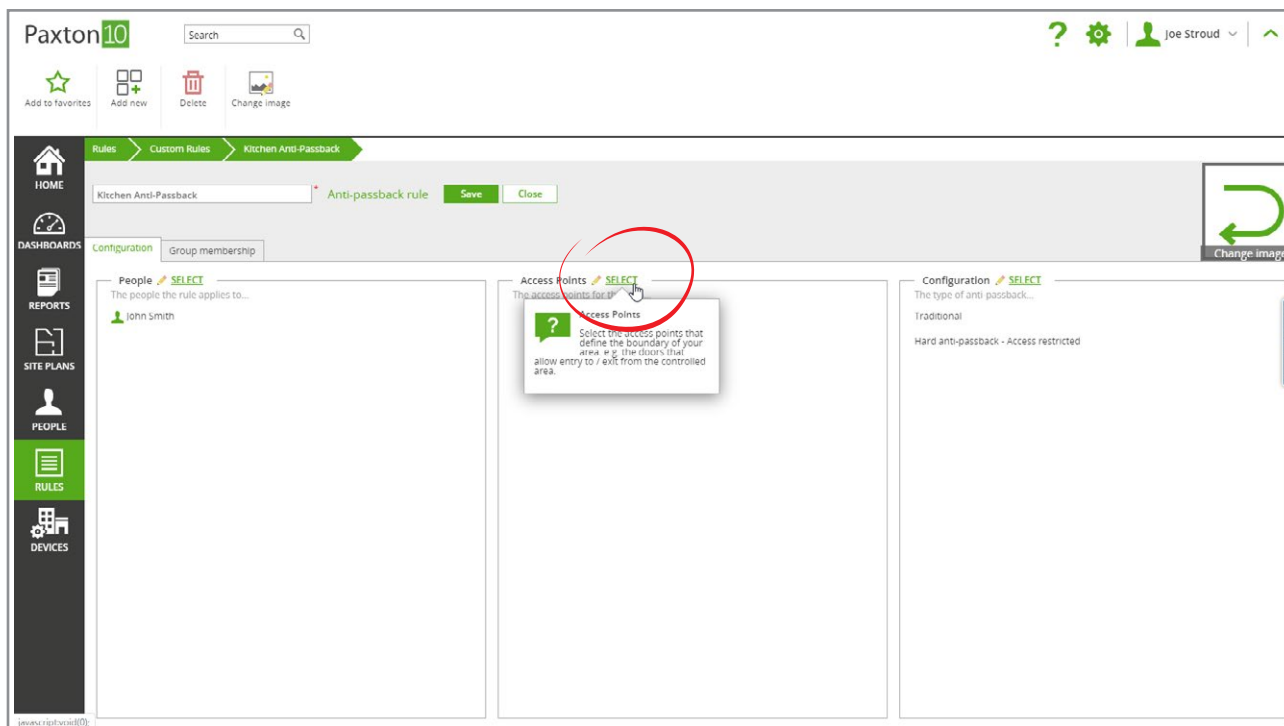 Paxton10
Search
Joe Stroud
Add to favorites
Add new
Delete
Change image
Rules
Custom Rules
Kitchen Anti-Passback
HOME
DASHBOARDS
REPORTS
SITE PLANS
PEOPLE
RULES
DEVICES
Kitchen Anti-Passback
* Anti-passback rule
Save
Close
Change image
Configuration
Group membership
People SELECT
The people the rule applies to...
John Smith
Access Points SELECT
The access points for th
? Access Points
Select the access points that
define the boundary of your
area e.g. the doors that
allow entry to / exit from the controlled
area.
Configuration SELECT
The type of anti passback...
Traditional
Hard anti-passback - Access restricted
javascript:void(0);